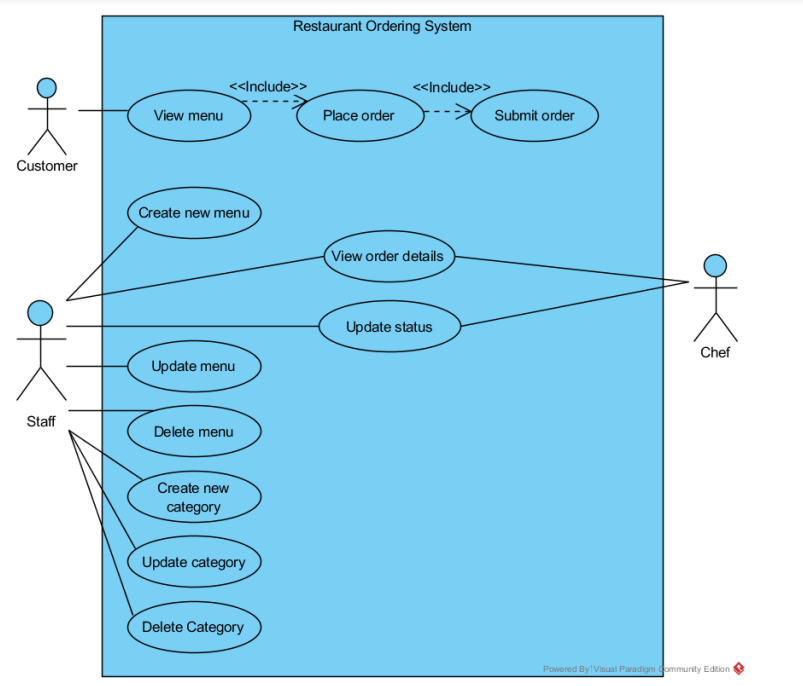 Restaurant Ordering System
<<Include>>
<<Include>>
View menu
Place order
Submit order
Customer
Create new menu
View order details
Update status
Chef
Update menu
Staff
Delete menu
Create new
category
Update category
Delete Category
Powered By Visual Paradigm Community Edition